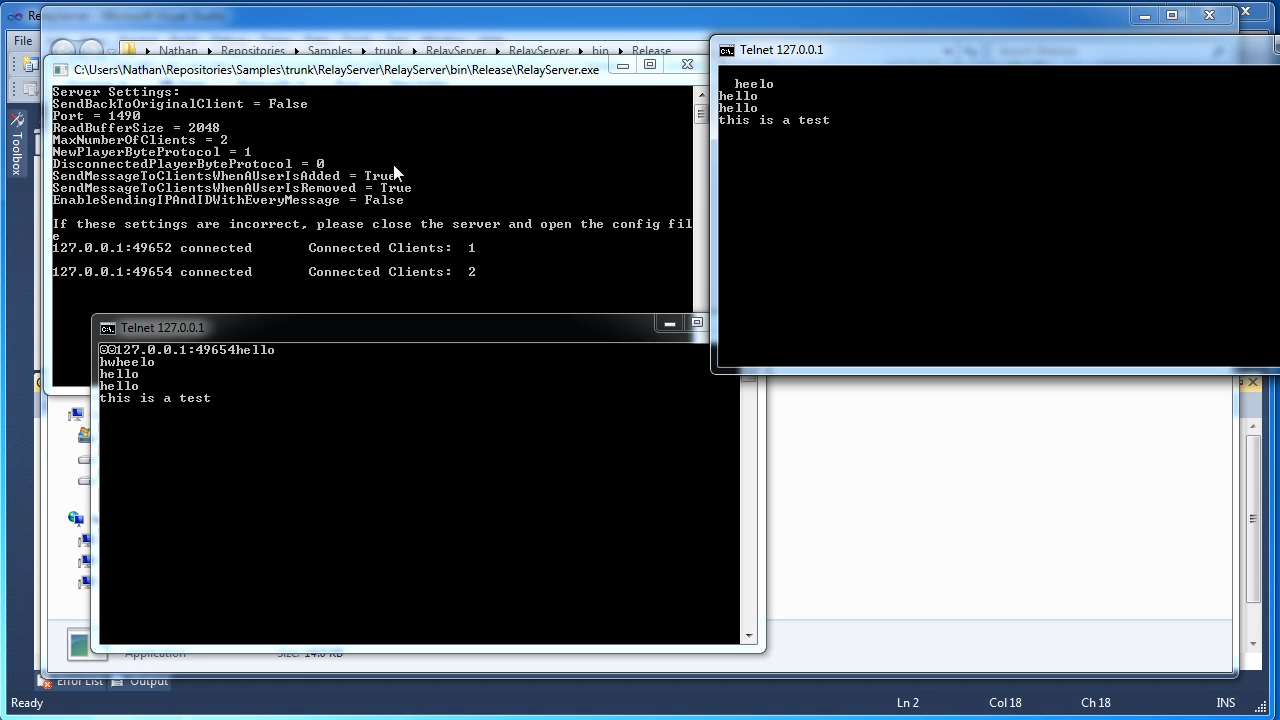 File
Nathan Repositories Samples trunk RelayServer RelayServer bin Release
C:\Users\Nathan\Repositories\Samples\trunk\RelayServer\RelayServer\bin\Release\RelayServer.exe
Server Settings:
SendBackToOriginalClient = False
Port = 1490
ReadBufferSize = 2048
MaxNumberOfClients = 2
NewPlayerByteProtocol = 1
DisconnectedPlayerByteProtocol = 0
SendMessageToClientsWhenAUserIsAdded = True
SendMessageToClientsWhenAUserIsRemoved = True
EnableSendingIPAndIDWithEveryMessage = False
If these settings are incorrect, please close the server and open the config fil
e
127.0.0.1:49652 connected Connected Clients: 1
127.0.0.1:49654 connected Connected Clients: 2
Telnet 127.0.0.1
heelo
hello
hello
this is a test
Telnet 127.0.0.1
☺☺127.0.0.1:49654hello
hwheelo
hello
hello
this is a test
Toolbox
Application
Error List Output
Ready Ln 2 Col 18 Ch 18 INS